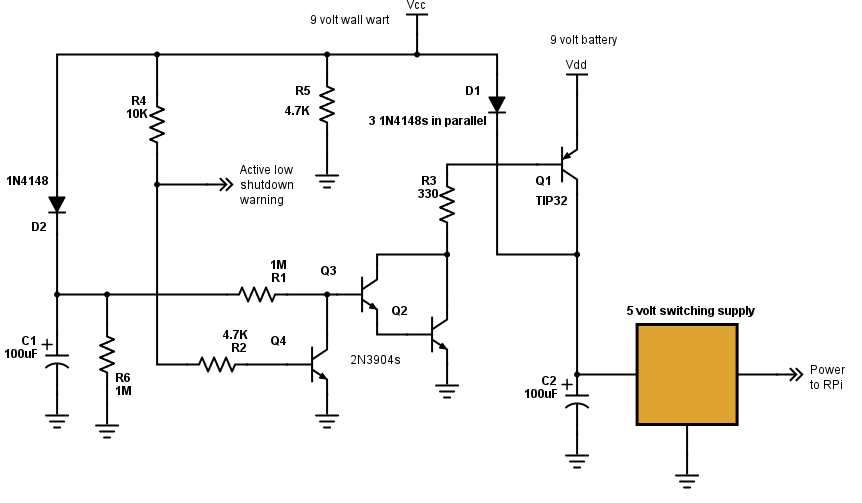 Vcc
9 volt wall wart
9 volt battery
Vdd
R4
10K
R5
4.7K
D1
3 1N4148s in parallel
1N4148
D2
Active low
shutdown
warning
R3
330
Q1
TIP32
1M
R1
Q3
Q2
5 volt switching supply
C1
100uF
+
R6
1M
4.7K
R2
Q4
2N3904s
C2
100uF
+
Power
to RPi